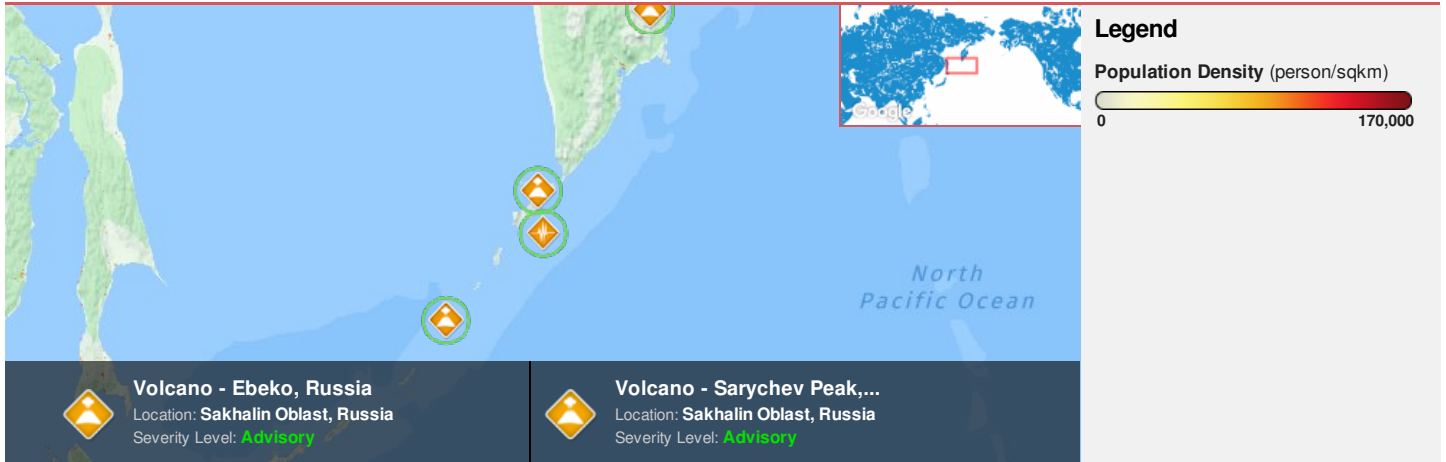 Google
Legend
Population Density (person/sqkm)
0 170,000
North
Pacific Ocean
Volcano - Ebeko, Russia
Location: Sakhalin Oblast, Russia
Severity Level: Advisory
Volcano - Sarychev Peak,...
Location: Sakhalin Oblast, Russia
Severity Level: Advisory